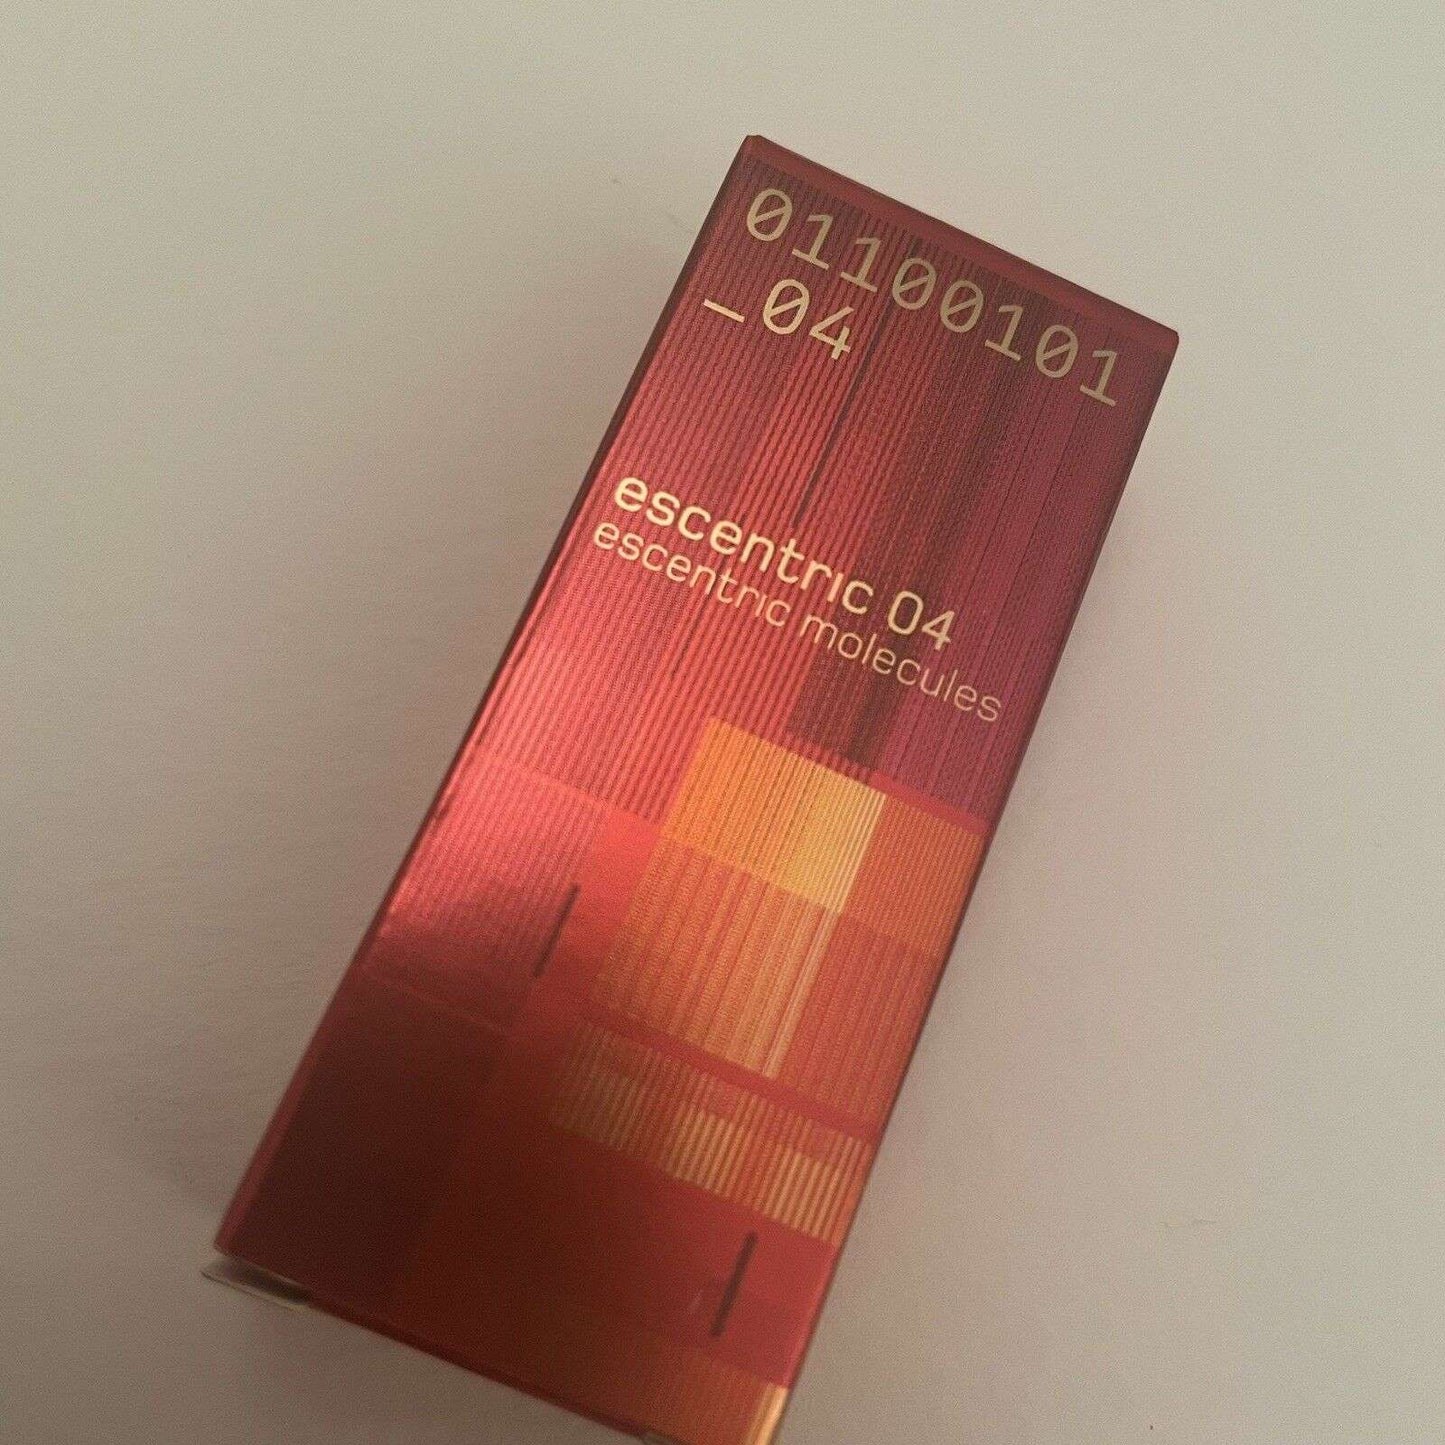 01100101
_04
escentric 04
escentric molecules